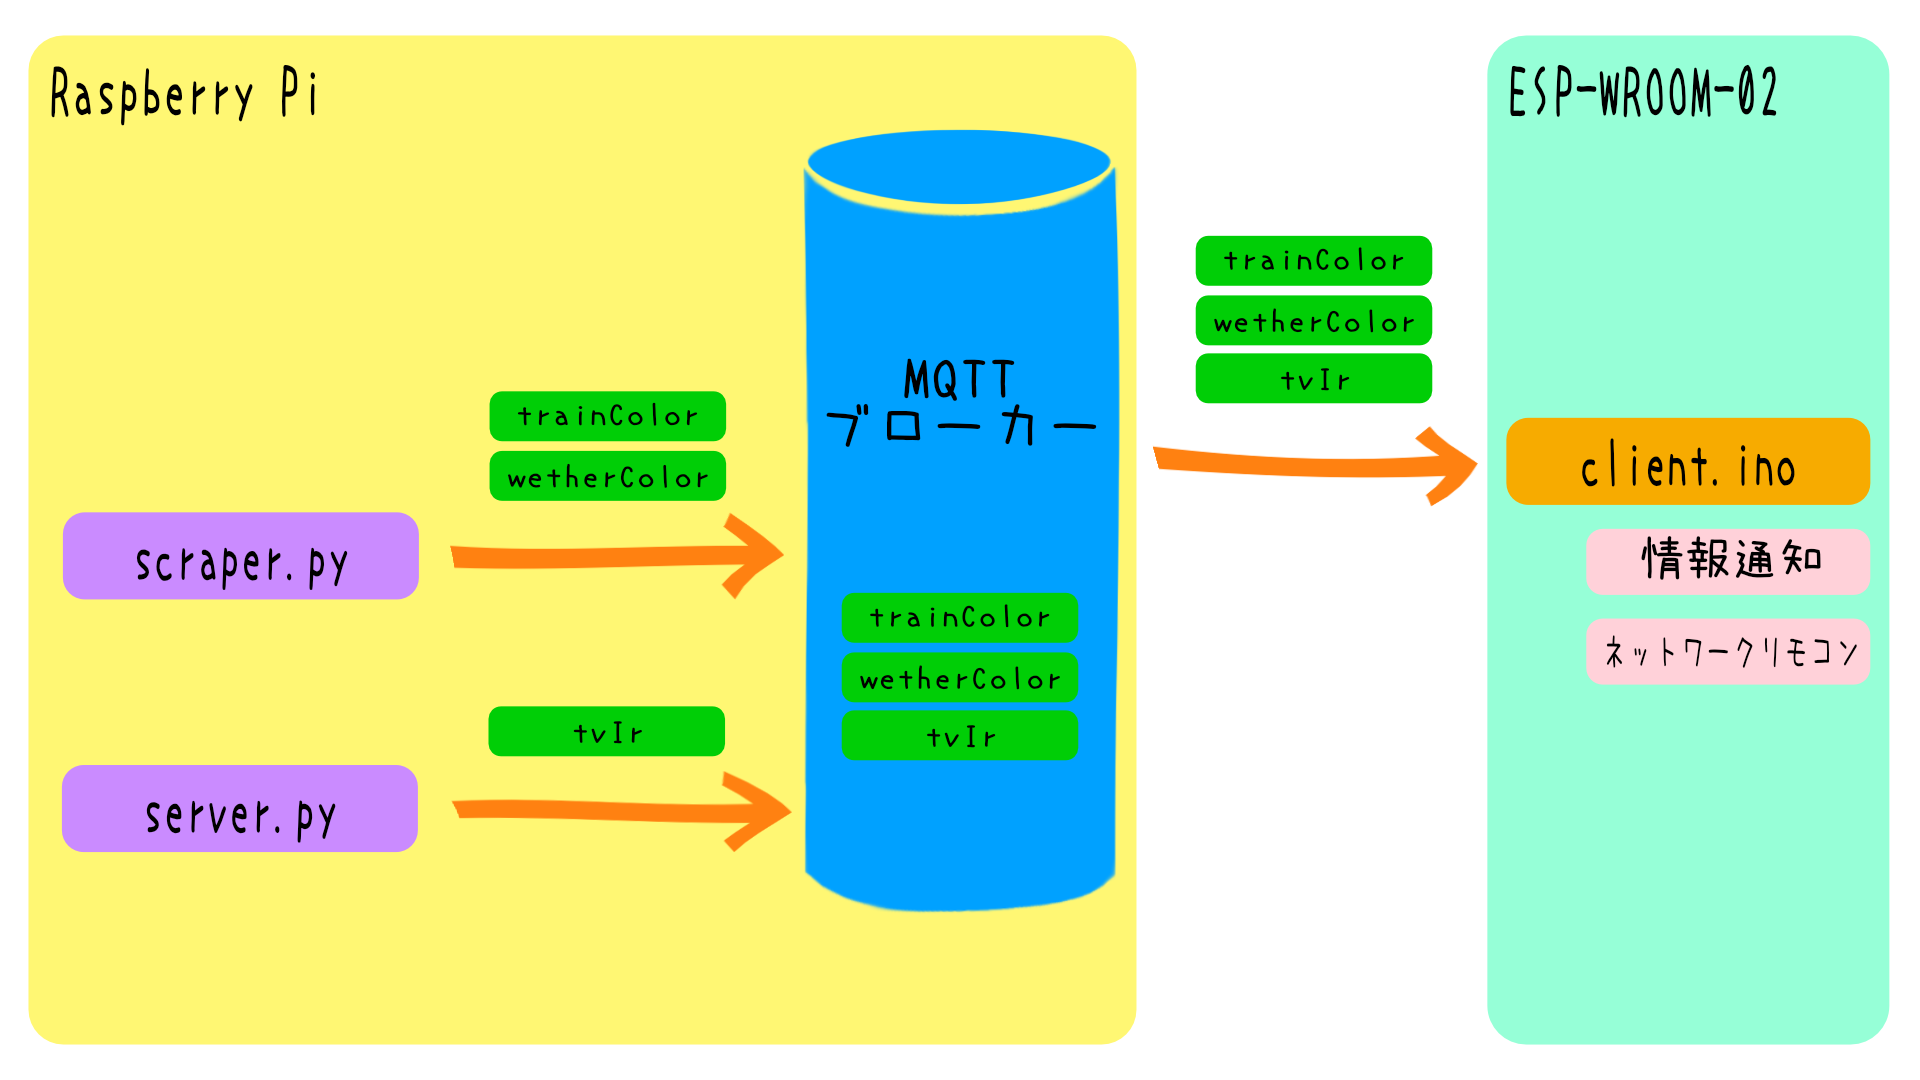 Raspberry Pi
trainColor
wetherColor
scraper.py
tvIr
server.py
MQTT
ブローカー
trainColor
wetherColor
tvIr
trainColor
wetherColor
tvIr
ESP-WROOM-02
client.ino
情報通知
ネットワークリモコン